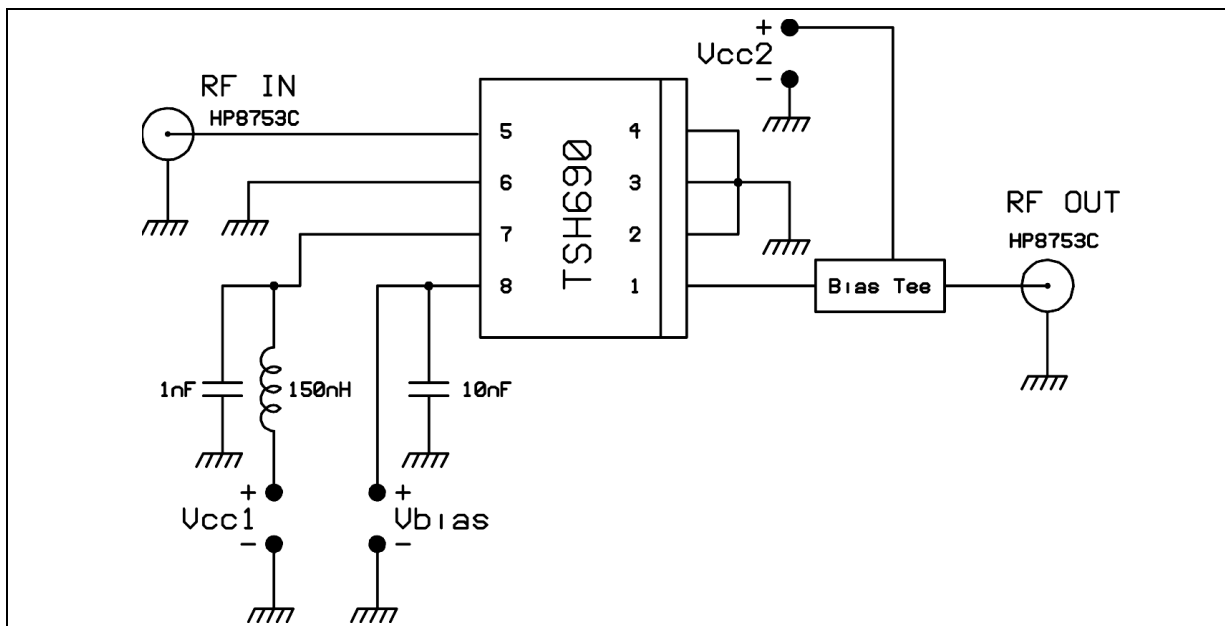 +
Vcc2
-
RF IN
HP8753C
TSH690
5
6
7
8
4
3
2
1
RF OUT
HP8753C
Bias Tee
1nF
150nH
10nF
+
Vcc1
-
+
Vbias
-